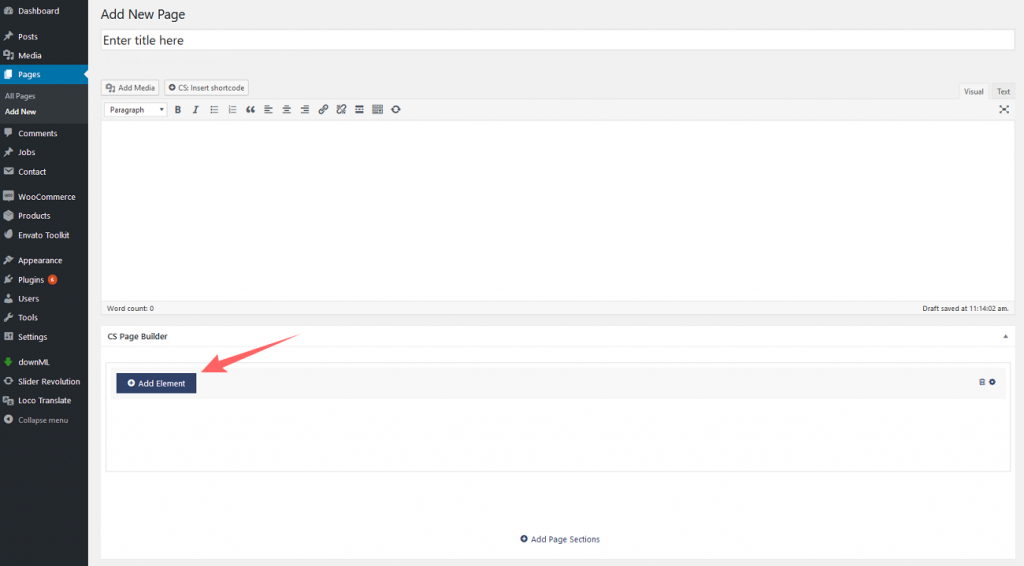 Dashboard
Posts
Media
Pages
All Pages
Add New
Comments
Jobs
Contact
WooCommerce
Products
Envato Toolkit
Appearance
Plugins 6
Users
Tools
Settings
downML
Slider Revolution
Loco Translate
Collapse menu
Add New Page
Enter title here
Add Media CS: Insert shortcode
Visual Text
Paragraph
Word count: 0 Draft saved at 11:14:02 am.
CS Page Builder
Add Element
Add Page Sections